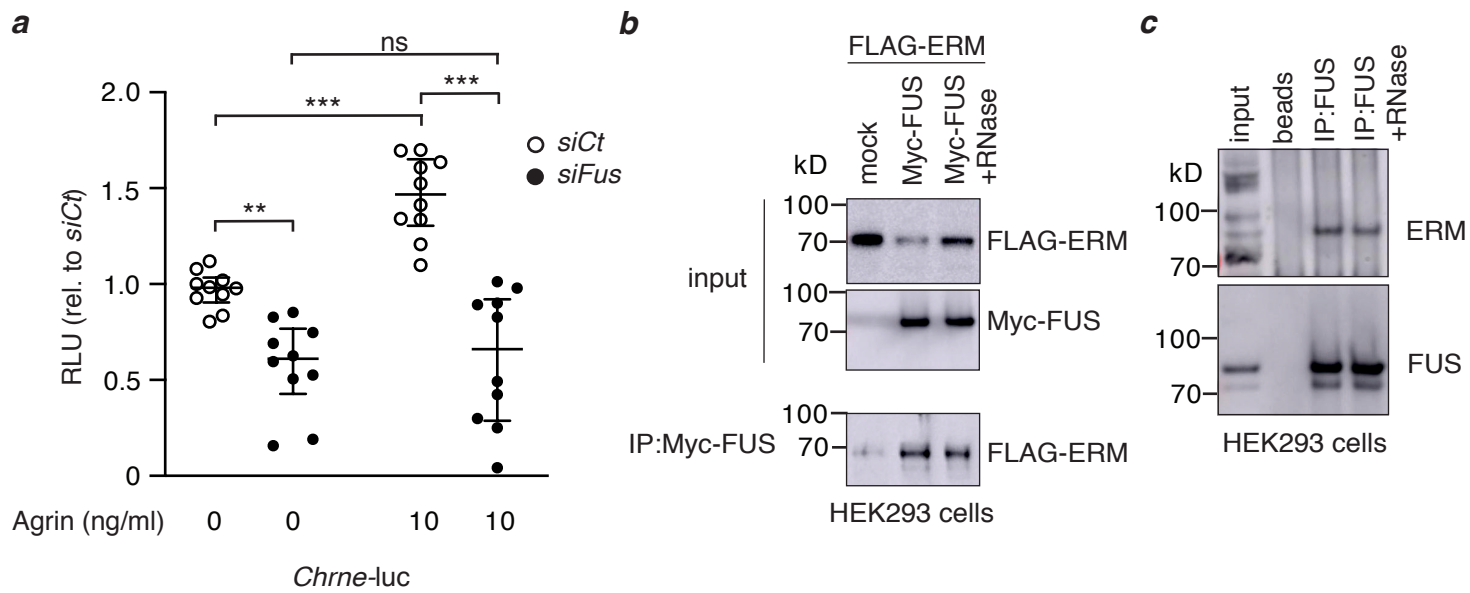 a
ns
***
***
**
2.0
1.5
1.0
0.5
0
RLU (rel. to siCt)
siCt
siFus
Agrin (ng/ml) 0 0 10 10
Chrne-luc
b
FLAG-ERM
mock
Myc-FUS
Myc-FUS
+RNase
kD
100
70
FLAG-ERM
input
100
70
Myc-FUS
IP:Myc-FUS
100
70
FLAG-ERM
HEK293 cells
c
input
beads
IP:FUS
IP:FUS
+RNase
kD
100
70
ERM
100
70
FUS
HEK293 cells